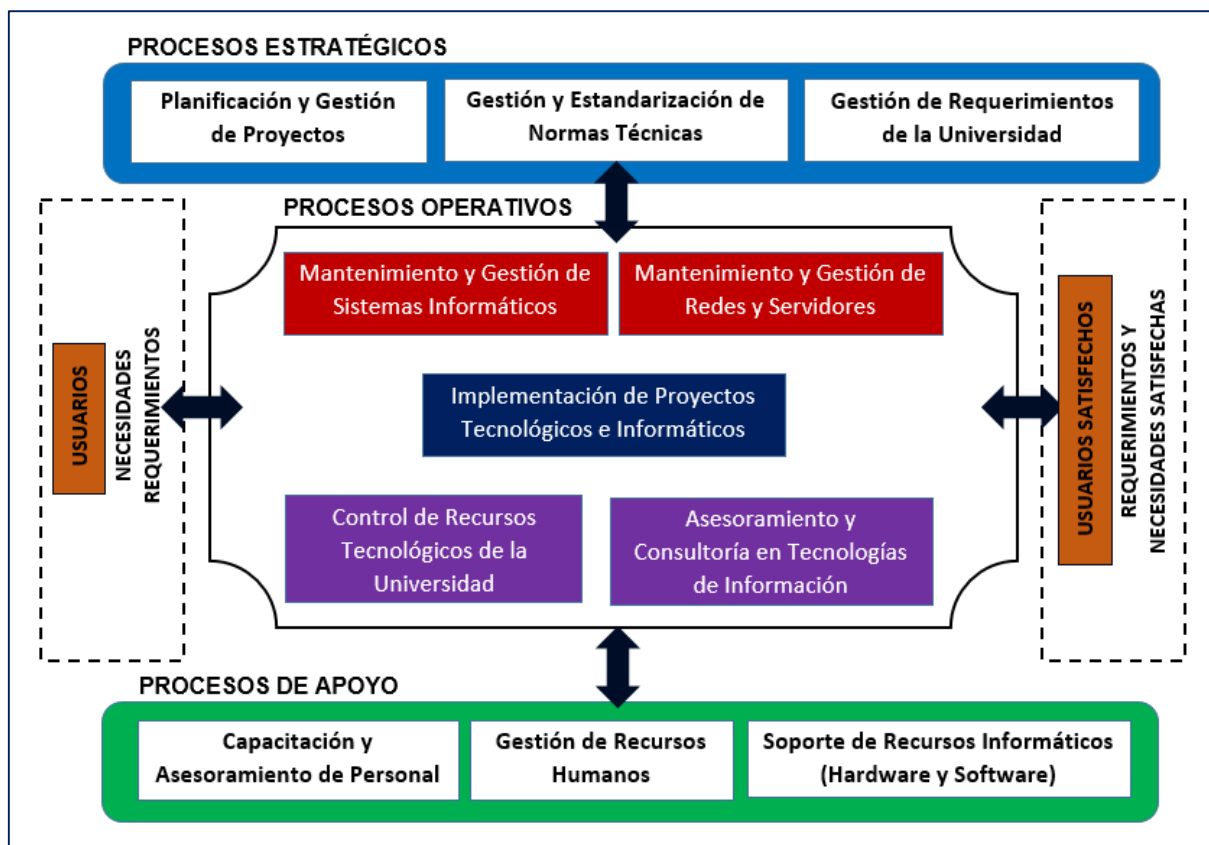 PROCESOS ESTRATÉGICOS
Planificación y Gestión
de Proyectos
Gestión y Estandarización de
Normas Técnicas
Gestión de Requerimientos
de la Universidad
PROCESOS OPERATIVOS
Mantenimiento y Gestión de
Sistemas Informáticos
Mantenimiento y Gestión de
Redes y Servidores
USUARIOS
NECESIDADES
REQUERIMIENTOS
Implementación de Proyectos
Tecnológicos e Informáticos
USUARIOS SATISFECHOS
REQUERIMIENTOS Y
NECESIDADES SATISFECHAS
Control de Recursos
Tecnológicos de la
Universidad
Asesoramiento y
Consultoría en Tecnologías
de Información
PROCESOS DE APOYO
Capacitación y
Asesoramiento de Personal
Gestión de Recursos
Humanos
Soporte de Recursos Informáticos
(Hardware y Software)